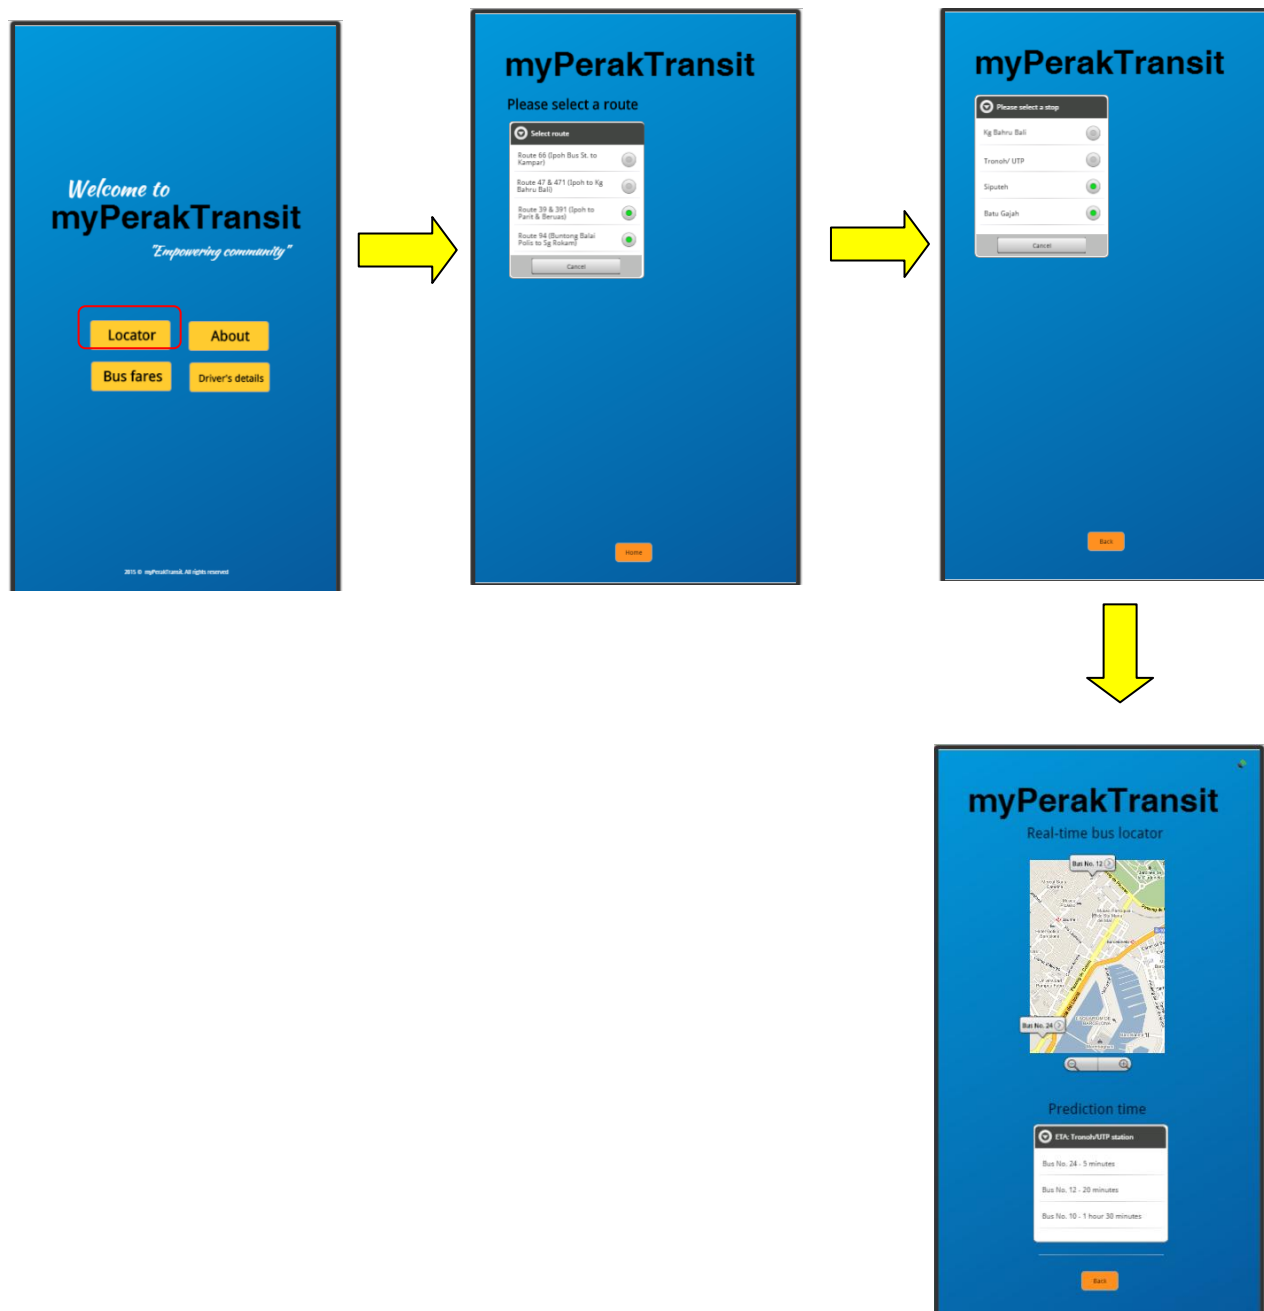 Welcome to
myPerakTransit
"Empowering community"
Locator
About
Bus fares
Driver's details
2015 © myPerakTransit. All rights reserved
myPerakTransit
Please select a route
Select route
Route 66 (Ipoh Bus St. to
Kampar)
Route 47 & 471 (Ipoh to Kg
Bahru Bali)
Route 39 & 391 (Ipoh to
Parit & Beruas)
Route 94 (Buntong Balai
Polis to Sg Rokam)
Cancel
Home
myPerakTransit
Please select a stop
Kg Bahru Bali
Tronoh/ UTP
Siputeh
Batu Gajah
Cancel
Back
myPerakTransit
Real-time bus locator
Bus No. 12
Bus No. 24
Prediction time
ETA: Tronoh/UTP station
Bus No. 24 - 5 minutes
Bus No. 12 - 20 minutes
Bus No. 10 - 1 hour 30 minutes
Back